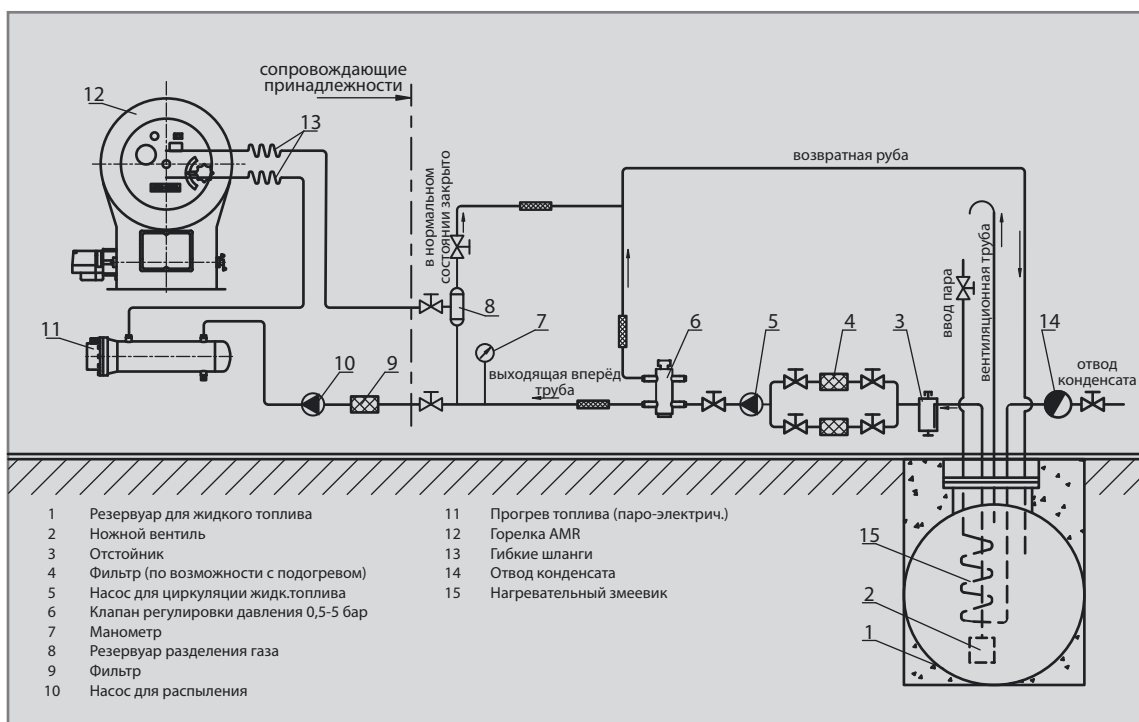 сопровождающие
принадлежности
12
13
возвратная руба
в нормальном
состоянии закрыто
ввод пара
вентиляционная труба
11
8
7
6
5
4
3
14
10
9
выходящая вперёд
труба
отвод
конденсата
1 Резервуар для жидкого топлива
2 Ножной вентиль
3 Отстойник
4 Фильтр (по возможности с подогревом)
5 Насос для циркуляции жидк.топлива
6 Клапан регулировки давления 0,5-5 бар
7 Манометр
8 Резервуар разделения газа
9 Фильтр
10 Насос для распыления
11 Прогрев топлива (паро-электрич.)
12 Горелка AMR
13 Гибкие шланги
14 Отвод конденсата
15 Нагревательный змеевик
15
2
1